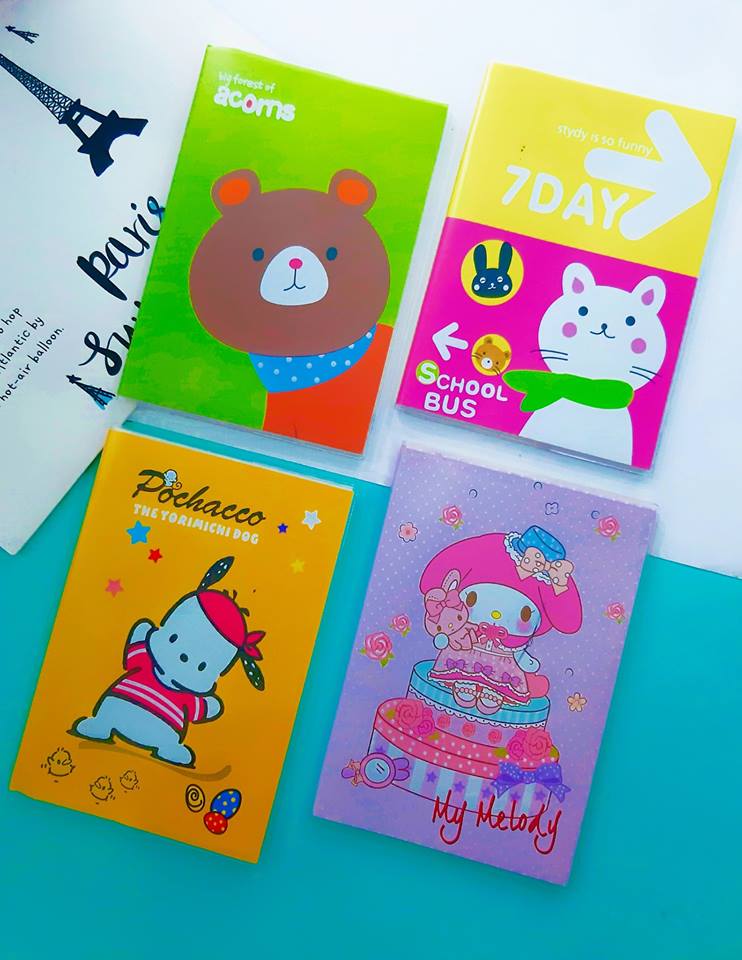 big forest of
acorns
stydy is so funny
7DAY
SCHOOL
BUS
Paris
hop
Atlantic by
hot-air balloon.
Pochacco
THE YORIMICHI DOG
My Melody